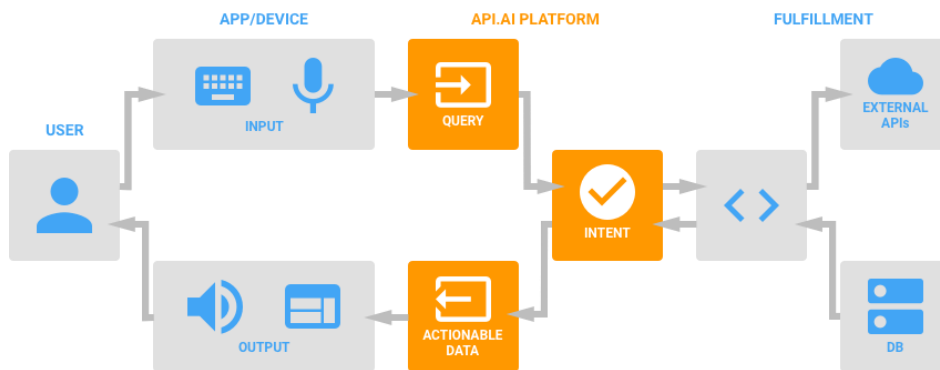 APP/DEVICE
API.AI PLATFORM
FULFILLMENT
INPUT
QUERY
EXTERNAL
APIs
USER
INTENT
OUTPUT
ACTIONABLE
DATA
DB